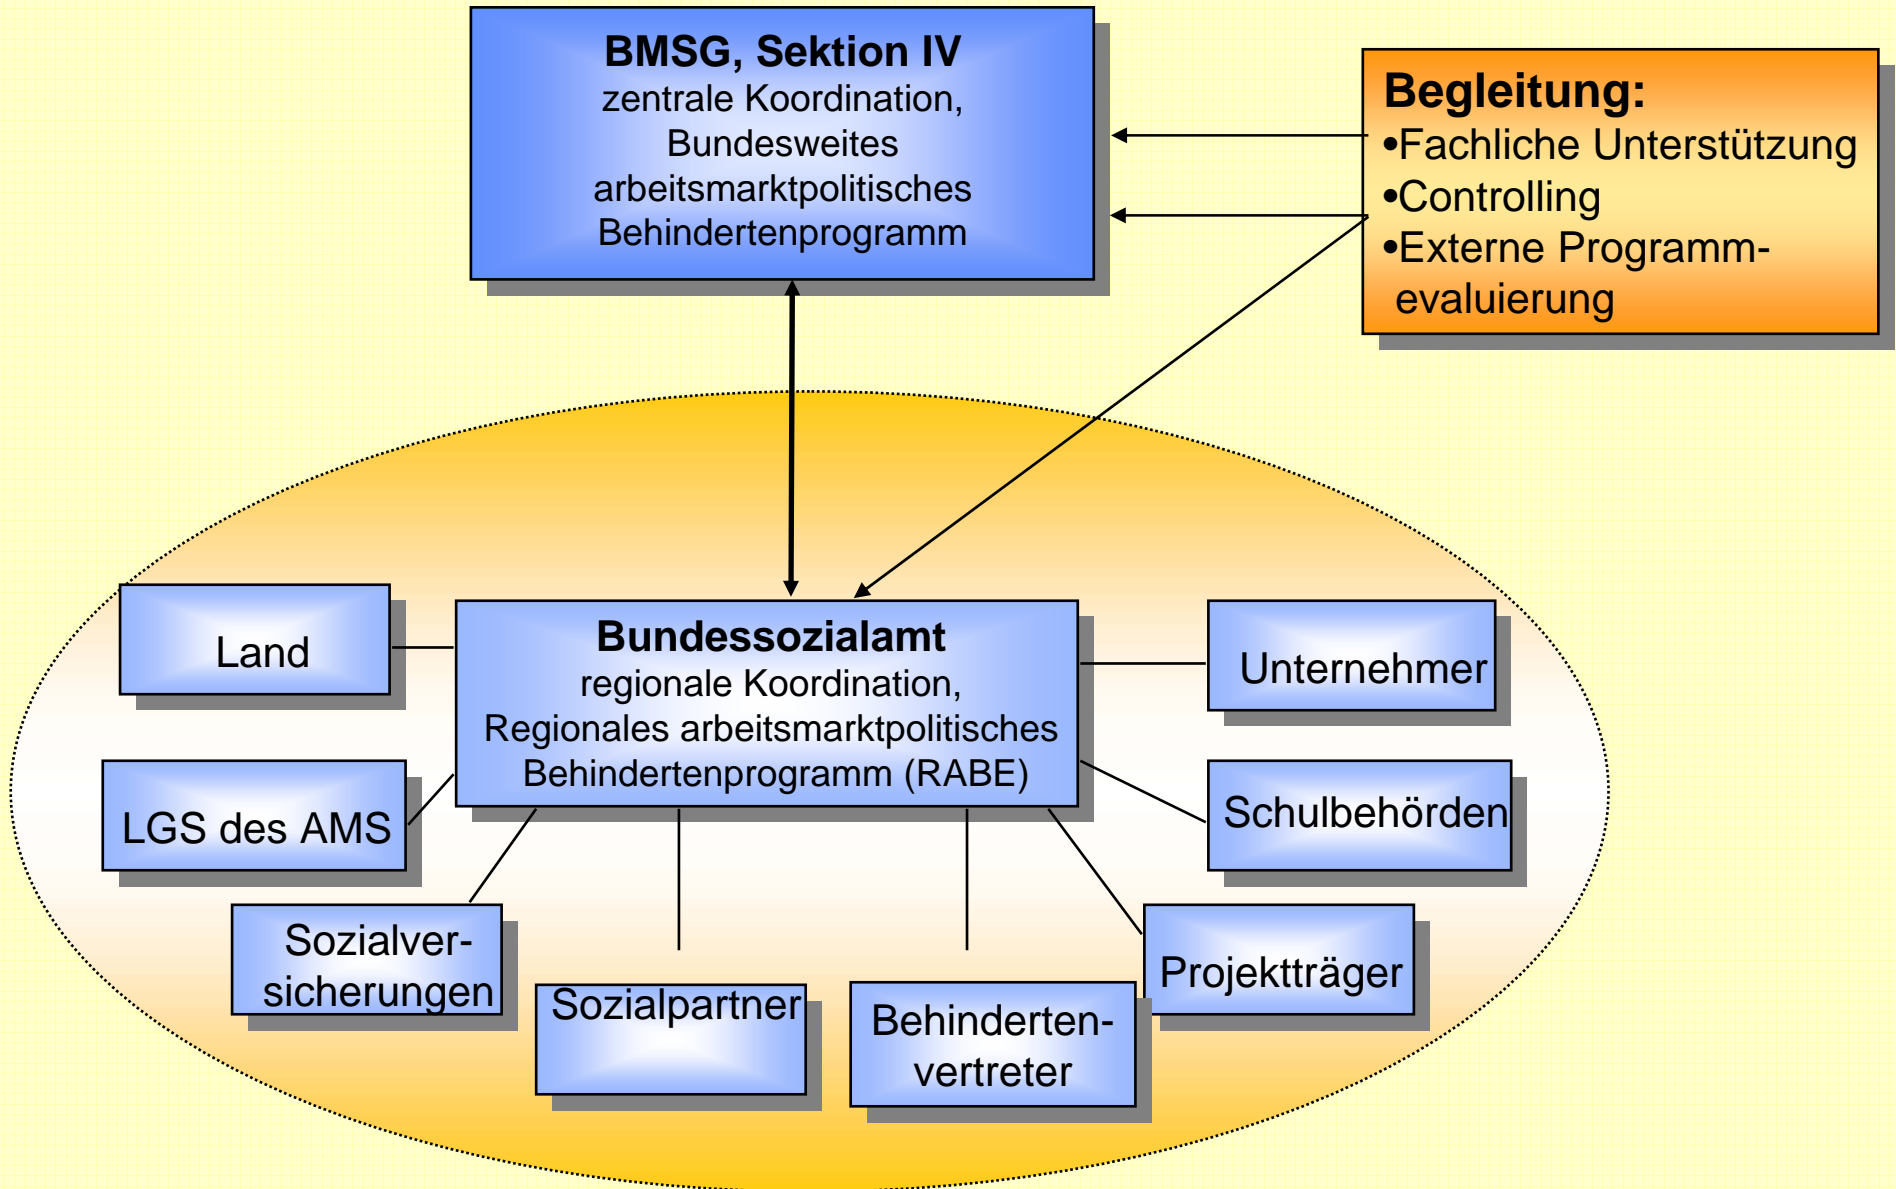 BMSG, Sektion IV
zentrale Koordination,
Bundesweites
arbeitsmarktpolitisches
Behindertenprogramm
Begleitung:
•Fachliche Unterstützung
•Controlling
•Externe Programm-
evaluierung
Land
Bundessozialamt
regionale Koordination,
Regionales arbeitsmarktpolitisches
Behindertenprogramm (RABE)
Unternehmer
LGS des AMS
Schulbehörden
Sozialver-
sicherungen
Sozialpartner
Behinderten-
vertreter
Projektträger